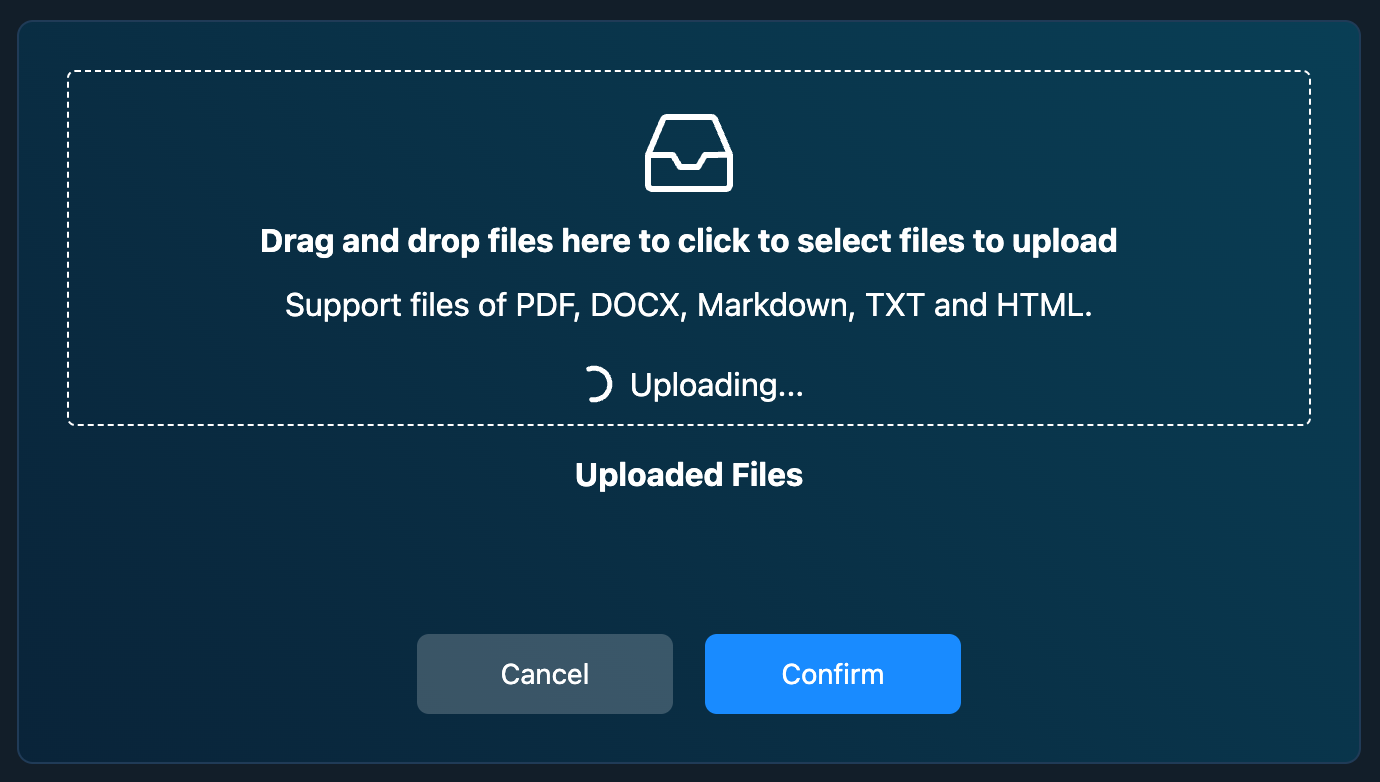 Drag and drop files here to click to select files to upload
Support files of PDF, DOCX, Markdown, TXT and HTML.
Uploading...
Uploaded Files
Cancel
Confirm